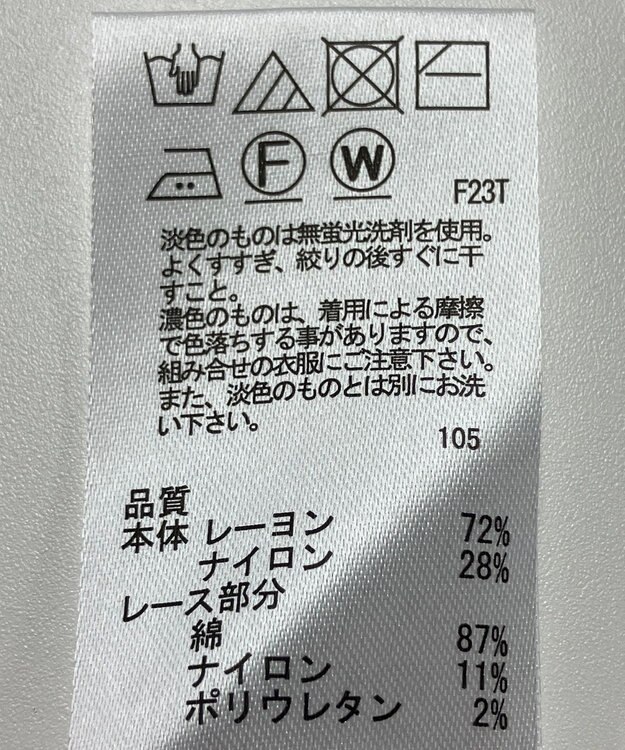 F W F23T
淡色のものは無蛍光洗剤を使用。
よくすすぎ、絞りの後すぐに干
すこと。
濃色のものは、着用による摩擦
で色落ちする事がありますので、
組み合せの衣服にご注意下さい。
また、淡色のものとは別にお洗
い下さい。
105
品質
本体 レーヨン 72%
ナイロン 28%
レース部分
綿 87%
ナイロン 11%
ポリウレタン 2%